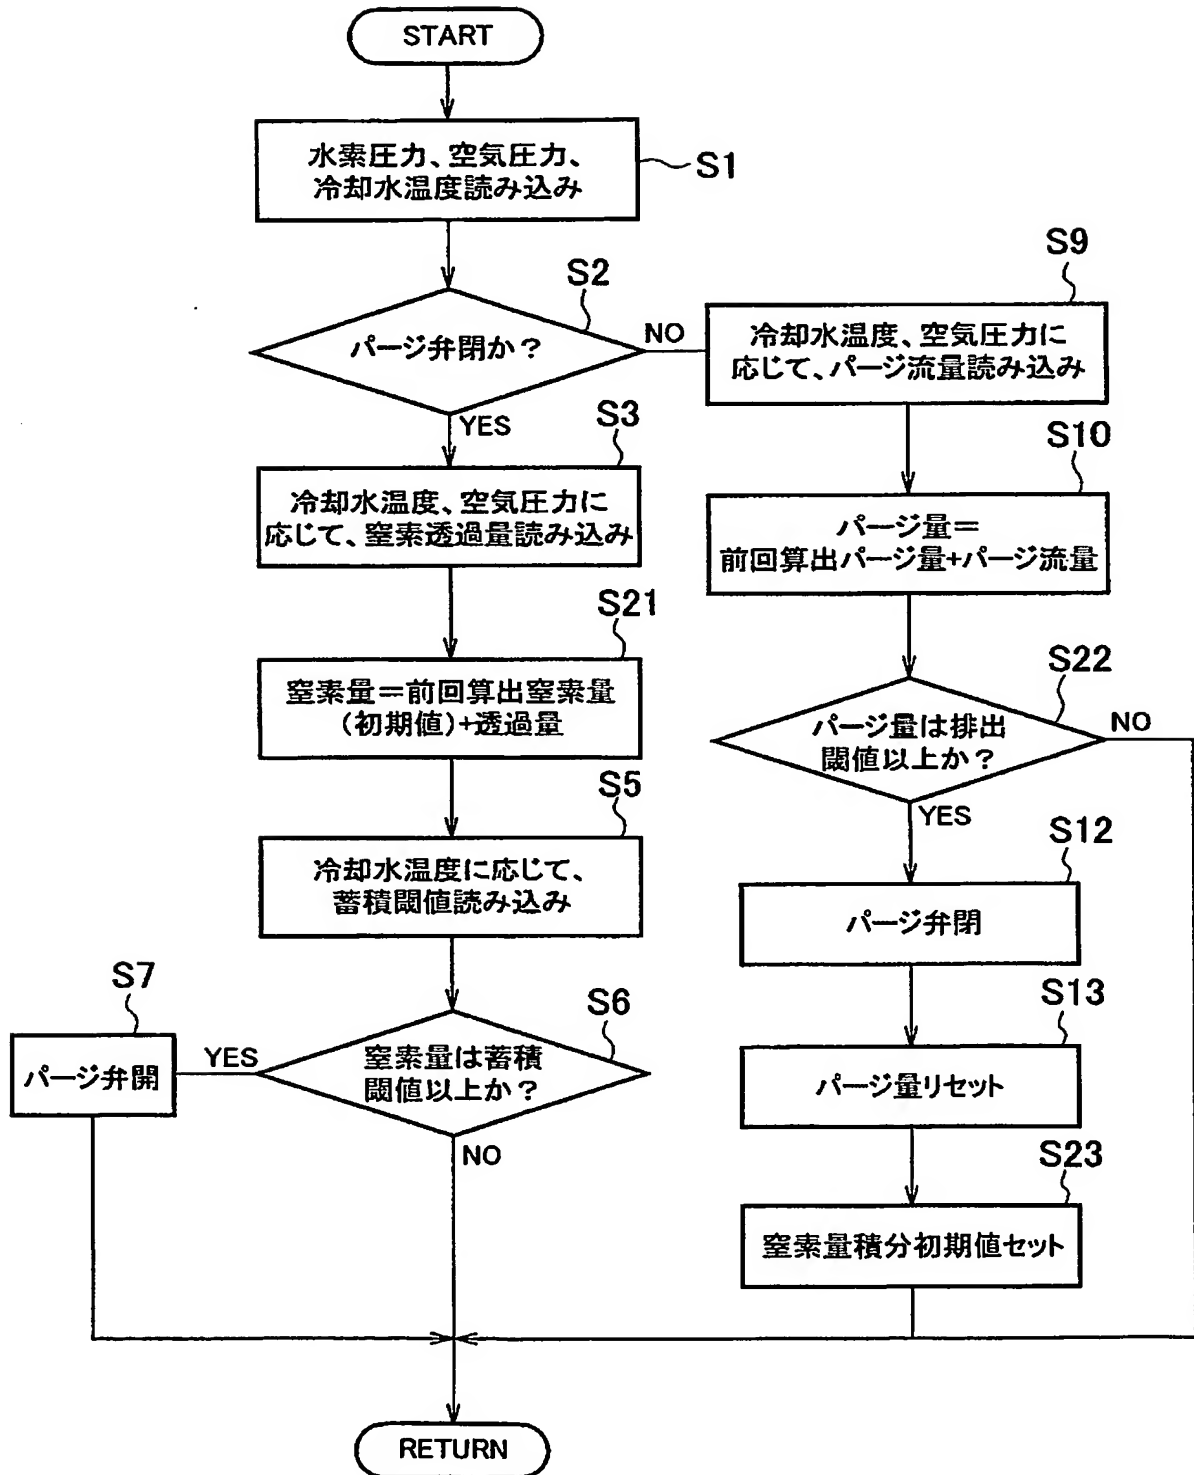 START
水素圧力、空気圧力、
冷却水温度読み込み
S1
S2
パージ弁閉か？
NO
YES
S3
冷却水温度、空気圧力に
応じて、窒素透過量読み込み
S21
窒素量＝前回算出窒素量
(初期値)+透過量
S5
冷却水温度に応じて、
蓄積閾値読み込み
S6
窒素量は蓄積
閾値以上か？
YES
NO
S7
パージ弁開
S9
冷却水温度、空気圧力に
応じて、パージ流量読み込み
S10
パージ量＝
前回算出パージ量+パージ流量
S22
パージ量は排出
閾値以上か？
NO
YES
S12
パージ弁閉
S13
パージ量リセット
S23
窒素量積分初期値セット
RETURN